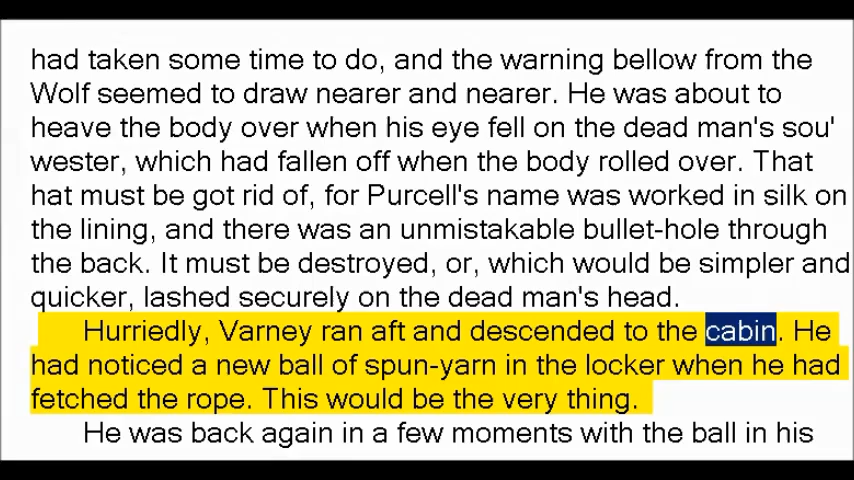 had taken some time to do, and the warning bellow from the
Wolf seemed to draw nearer and nearer. He was about to
heave the body over when his eye fell on the dead man's sou'
wester, which had fallen off when the body rolled over. That
hat must be got rid of, for Purcell's name was worked in silk on
the lining, and there was an unmistakable bullet-hole through
the back. It must be destroyed, or, which would be simpler and
quicker, lashed securely on the dead man's head.
Hurriedly, Varney ran aft and descended to the cabin. He
had noticed a new ball of spun-yarn in the locker when he had
fetched the rope. This would be the very thing.
He was back again in a few moments with the ball in his